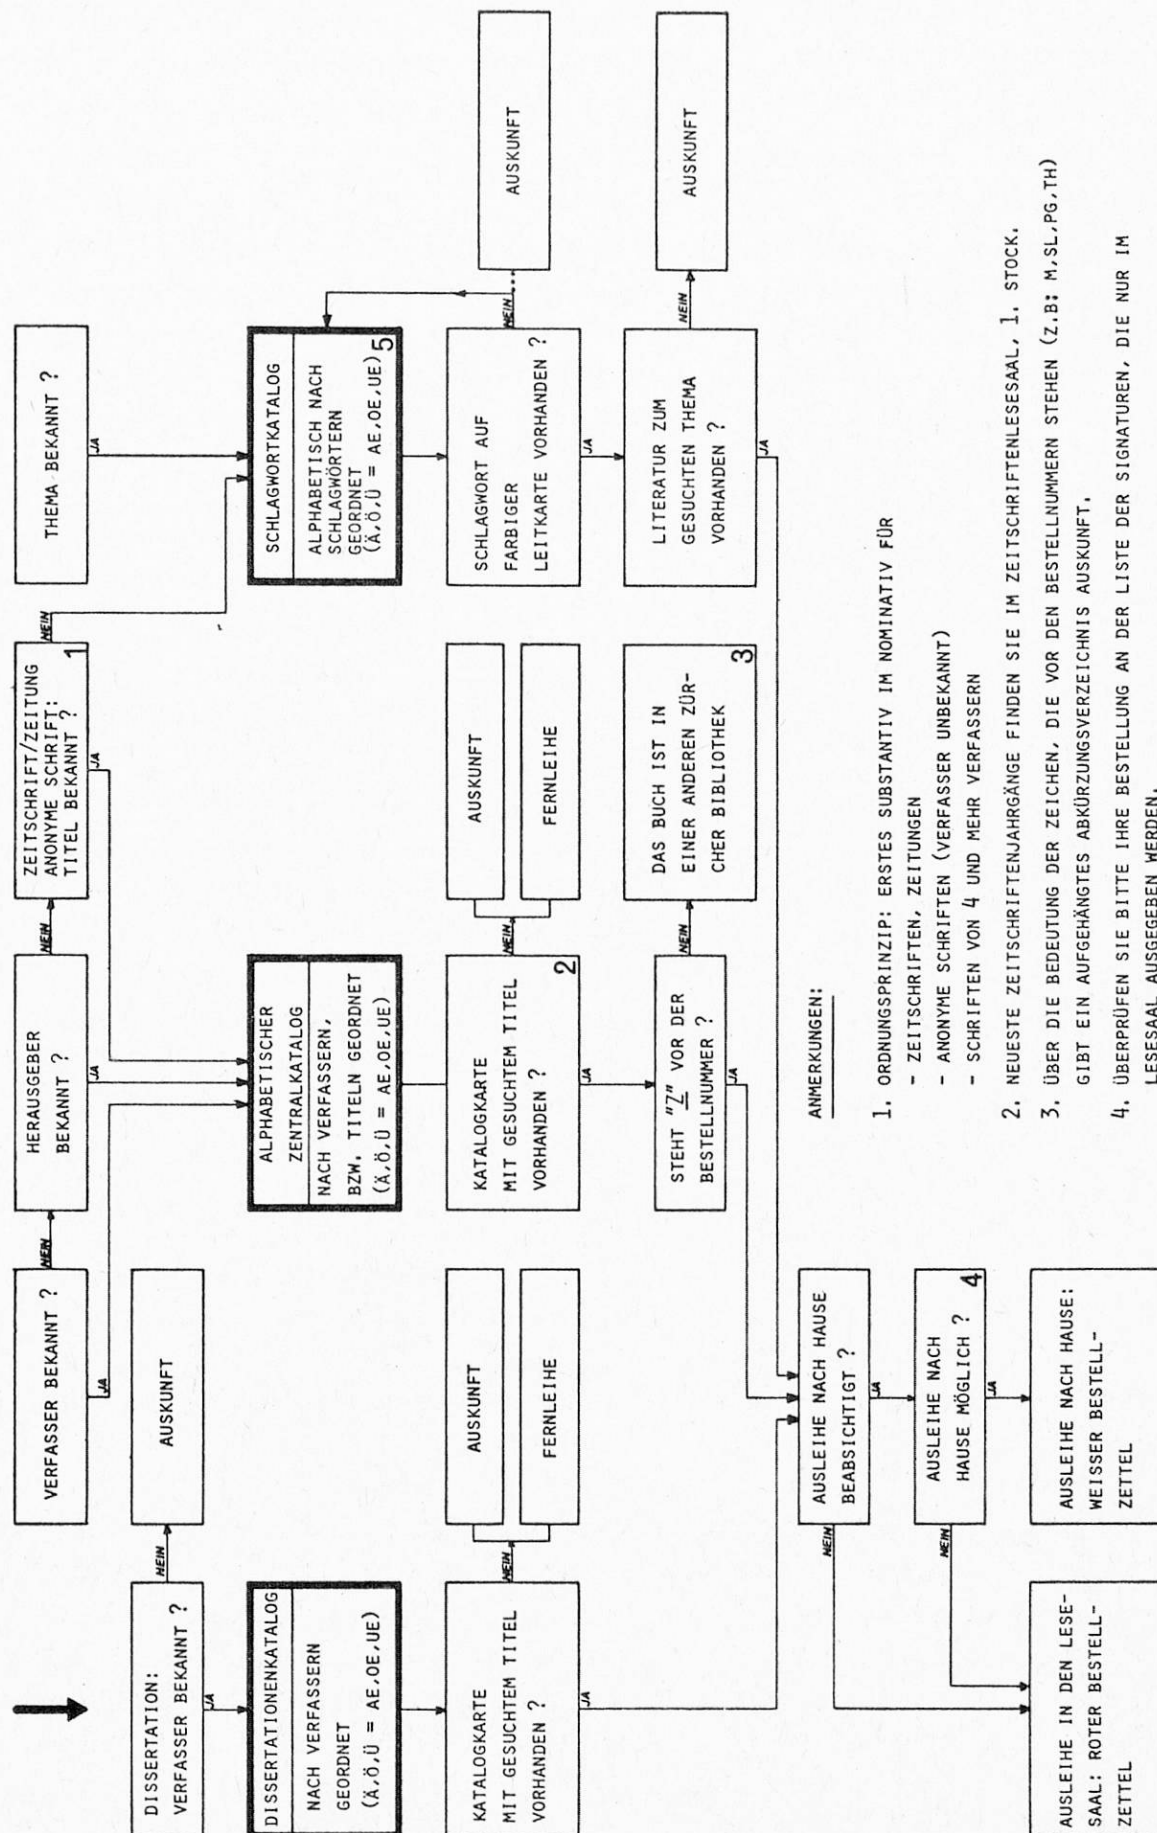 DISSERTATION:
VERFASSER BEKANNT ?
NEIN
JA
AUSKUNFT
DISSERTATIONENKATALOG
NACH VERFASSERN
GEORDNET
(Ä,Ö,Ü = AE,OE,UE)
KATALOGKARTE
MIT GESUCHTEM TITEL
VORHANDEN ?
NEIN
JA
AUSKUNFT
FERNLEIHE
VERFASSER BEKANNT ?
NEIN
JA
HERAUSGEBER
BEKANNT ?
NEIN
JA
ZEITSCHRIFT/ZEITUNG
ANONYME SCHRIFT:
TITEL BEKANNT ?
1
NEIN
JA
THEMA BEKANNT ?
JA
ALPHABETISCHER
ZENTRALKATALOG
NACH VERFASSERN,
BZW. TITELN GEORDNET
(Ä,Ö,Ü = AE,OE,UE)
KATALOGKARTE
MIT GESUCHTEM TITEL
VORHANDEN ?
2
NEIN
JA
AUSKUNFT
FERNLEIHE
STEHT "Z" VOR DER
BESTELLNUMMER ?
NEIN
JA
DAS BUCH IST IN
EINER ANDEREN ZÜR-
CHER BIBLIOTHEK
3
SCHLAGWORTKATALOG
ALPHABETISCH NACH
SCHLAGWÖRTERN
GEORDNET
(Ä,Ö,Ü = AE,OE,UE)
5
SCHLAGWORT AUF
FARBIGER
LEITKARTE VORHANDEN ?
NEIN
JA
AUSKUNFT
LITERATUR ZUM
GESUCHTEN THEMA
VORHANDEN ?
NEIN
JA
AUSKUNFT
AUSLEIHE NACH HAUSE
BEABSICHTIGT ?
NEIN
JA
AUSLEIHE NACH
HAUSE MÖGLICH ?
4
NEIN
JA
AUSLEIHE IN DEN LESE-
SAAL: ROTER BESTELL-
ZETTEL
AUSLEIHE NACH HAUSE:
WEISSER BESTELL-
ZETTEL
ANMERKUNGEN:
1. ORDNUNGSPRINZIP: ERSTES SUBSTANTIV IM NOMINATIV FÜR
- ZEITSCHRIFTEN, ZEITUNGEN
- ANONYME SCHRIFTEN (VERFASSER UNBEKANNT)
- SCHRIFTEN VON 4 UND MEHR VERFASSERN
2. NEUESTE ZEITSCHRIFTENJAHRGÄNGE FINDEN SIE IM ZEITSCHRIFTENLESESAAL, 1. STOCK.
3. ÜBER DIE BEDEUTUNG DER ZEICHEN, DIE VOR DEN BESTELLNUMMERN STEHEN (Z.B: M,SL,PG,TH)
GIBT EIN AUFGEHÄNGTES ABKÜRZUNGSVERZEICHNIS AUSKUNFT.
4. ÜBERPRÜFEN SIE BITTE IHRE BESTELLUNG AN DER LISTE DER SIGNATUREN, DIE NUR IM
LESESAAL AUSGEGEBEN WERDEN.